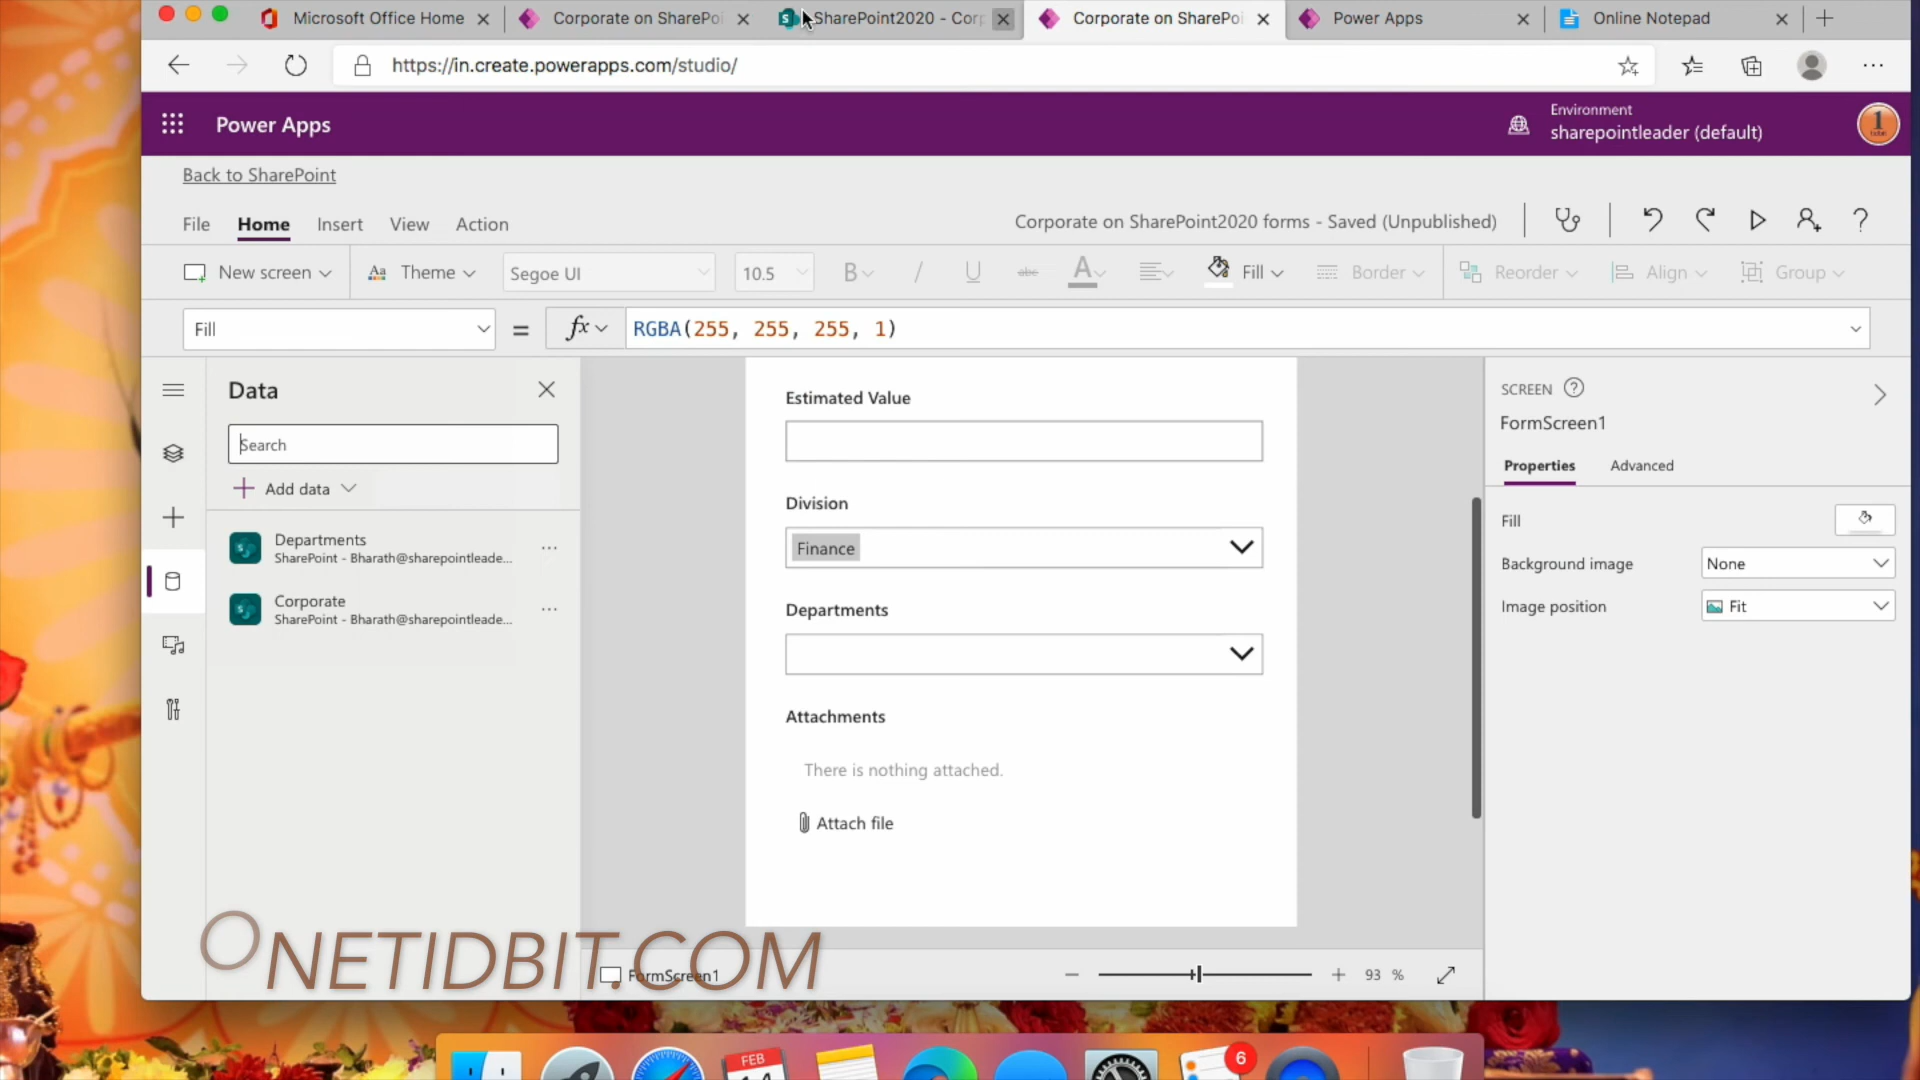 Microsoft Office Home
Corporate on SharePoi
SharePoint2020 - Corp
Corporate on SharePoi
Power Apps
Online Notepad
https://in.create.powerapps.com/studio/
Power Apps
Environment
sharepointleader (default)
Back to SharePoint
File Home Insert View Action
Corporate on SharePoint2020 forms - Saved (Unpublished)
New screen Theme Segoe UI 10.5 B / U abc A Fill Border Reorder Align Group
Fill = fx RGBA(255, 255, 255, 1)
Data
Search
Add data
Departments
SharePoint - Bharath@sharepointleade...
Corporate
SharePoint - Bharath@sharepointleade...
Estimated Value
Division
Finance
Departments
Attachments
There is nothing attached.
Attach file
SCREEN
FormScreen1
Properties Advanced
Fill
Background image None
Image position Fit
FormScreen1
93 %
ONETIDBIT.COM
FEB
6